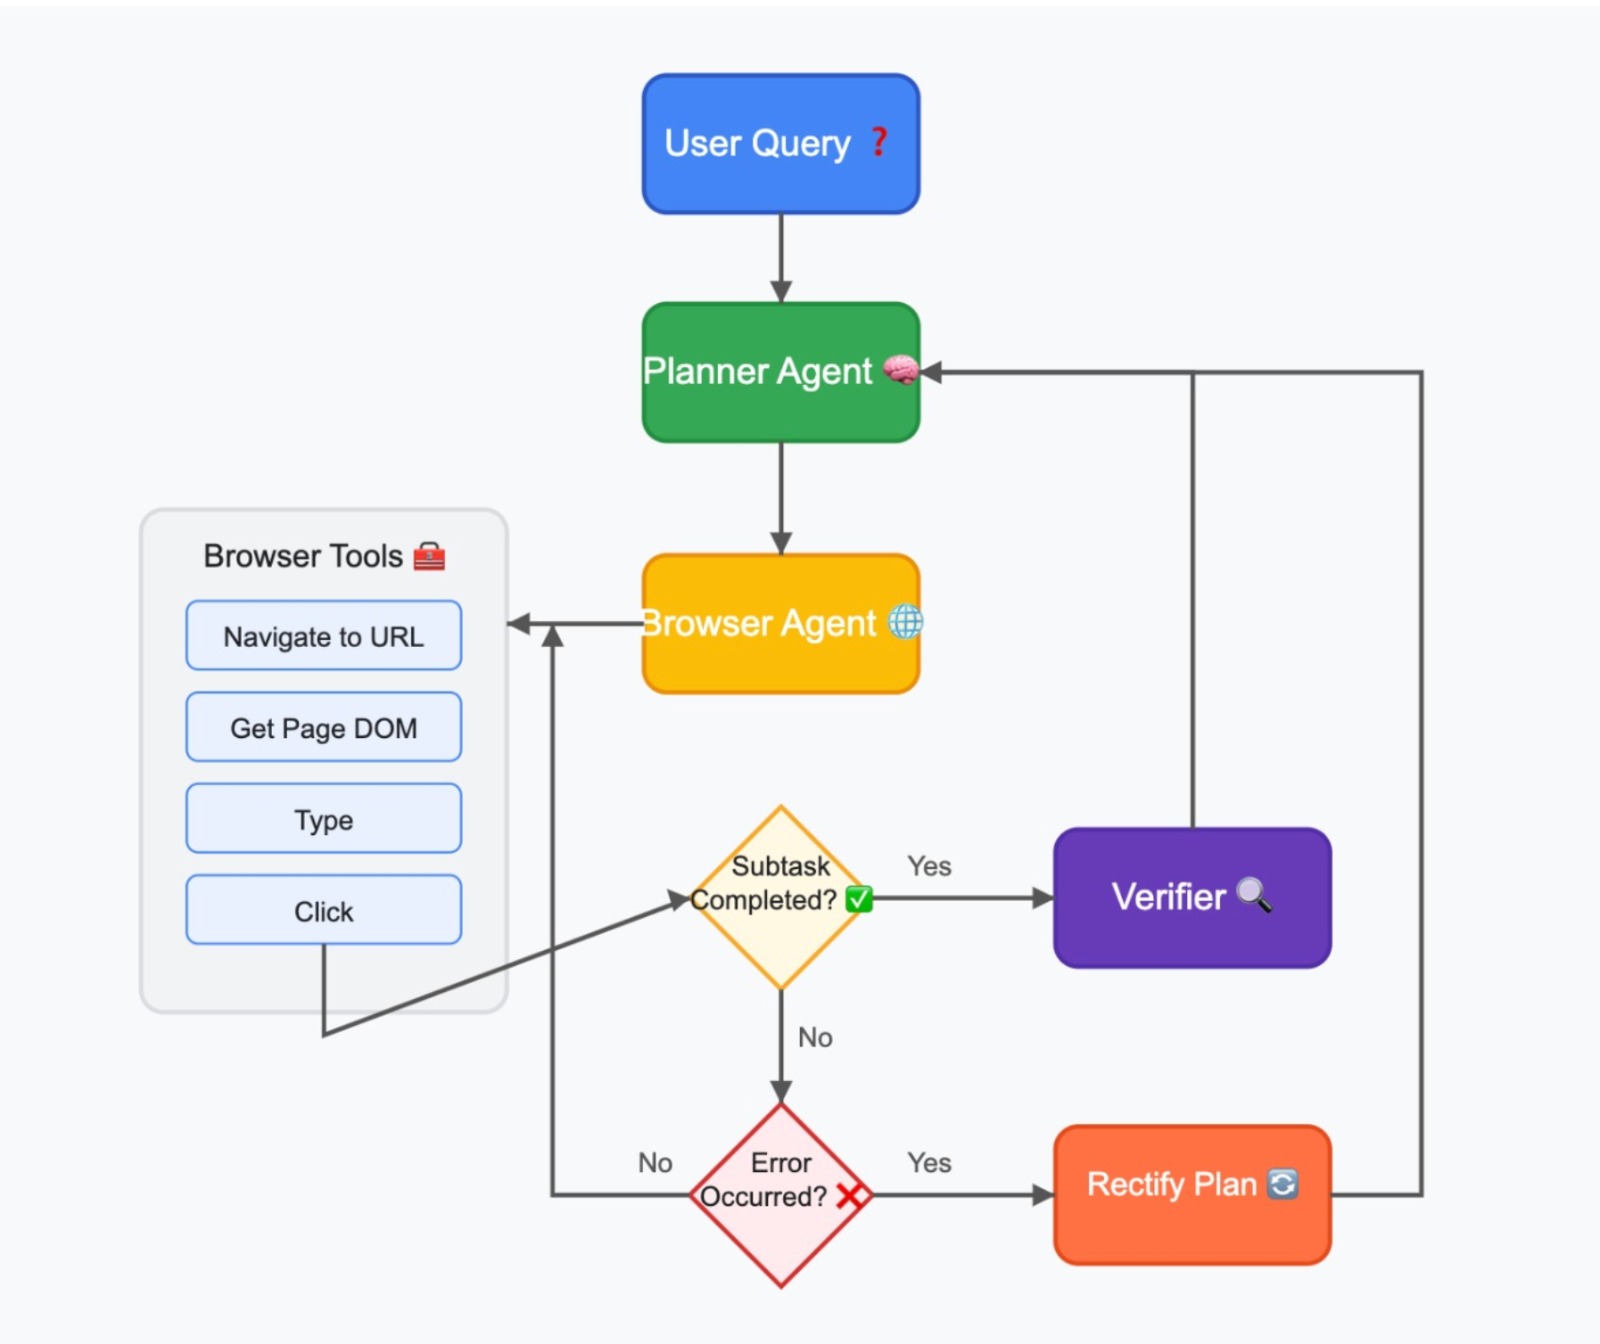 User Query ❓
Planner Agent 🧠
Browser Tools 🧰
Navigate to URL
Get Page DOM
Type
Click
Browser Agent 🌐
Subtask
Completed? ✅
Yes
Verifier 🔍
No
Error
Occurred? ❌
No
Yes
Rectify Plan 🔄